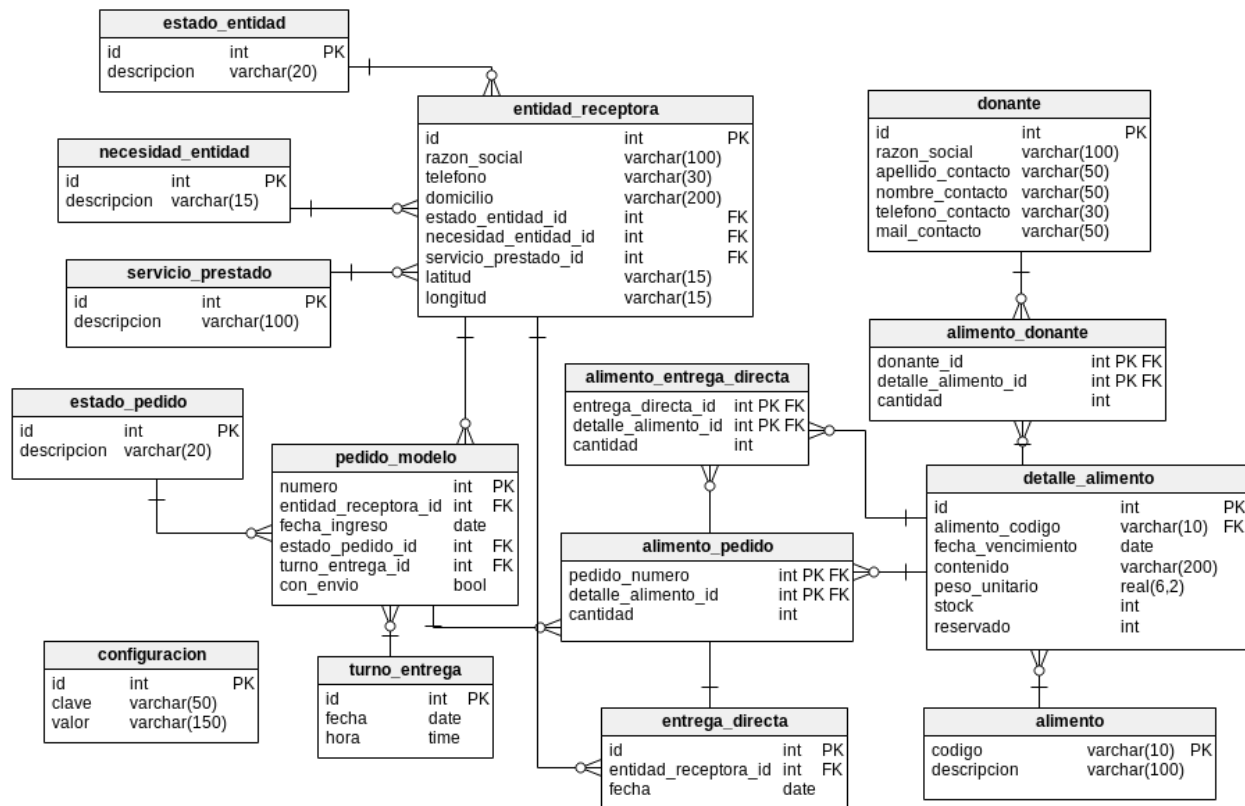 estado_entidad
id int PK
descripcion varchar(20)
necesidad_entidad
id int PK
descripcion varchar(15)
servicio_prestado
id int PK
descripcion varchar(100)
entidad_receptora
id int PK
razon_social varchar(100)
telefono varchar(30)
domicilio varchar(200)
estado_entidad_id int FK
necesidad_entidad_id int FK
servicio_prestado_id int FK
latitud varchar(15)
longitud varchar(15)
donante
id int PK
razon_social varchar(100)
apellido_contacto varchar(50)
nombre_contacto varchar(50)
telefono_contacto varchar(30)
mail_contacto varchar(50)
alimento_donante
donante_id int PK FK
detalle_alimento_id int PK FK
cantidad int
alimento_entrega_directa
entrega_directa_id int PK FK
detalle_alimento_id int PK FK
cantidad int
estado_pedido
id int PK
descripcion varchar(20)
pedido_modelo
numero int PK
entidad_receptora_id int FK
fecha_ingreso date
estado_pedido_id int FK
turno_entrega_id int FK
con_envio bool
detalle_alimento
id int PK
alimento_codigo varchar(10) FK
fecha_vencimiento date
contenido varchar(200)
peso_unitario real(6,2)
stock int
reservado int
alimento_pedido
pedido_numero int PK FK
detalle_alimento_id int PK FK
cantidad int
configuracion
id int PK
clave varchar(50)
valor varchar(150)
turno_entrega
id int PK
fecha date
hora time
entrega_directa
id int PK
entidad_receptora_id int FK
fecha date
alimento
codigo varchar(10) PK
descripcion varchar(100)